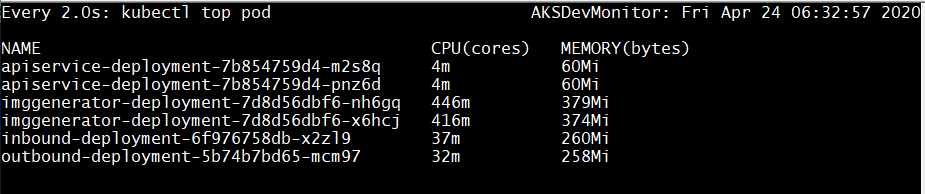 Every 2.0s: kubectl top pod AKSDevMonitor: Fri Apr 24 06:32:57 2020
NAME CPU(cores) MEMORY(bytes)
apiservice-deployment-7b854759d4-m2s8q 4m 60Mi
apiservice-deployment-7b854759d4-pnz6d 4m 60Mi
imggenerator-deployment-7d8d56dbf6-nh6gq 446m 379Mi
imggenerator-deployment-7d8d56dbf6-x6hcj 416m 374Mi
inbound-deployment-6f976758db-x2zl9 37m 260Mi
outbound-deployment-5b74b7bd65-mcm97 32m 258Mi